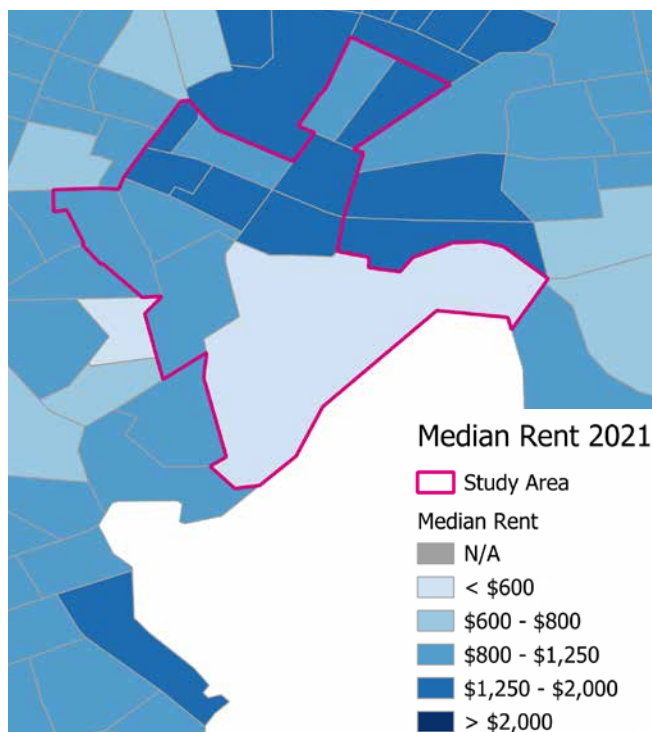 Median Rent 2021
Study Area
Median Rent
N/A
< $600
$600 - $800
$800 - $1,250
$1,250 - $2,000
> $2,000